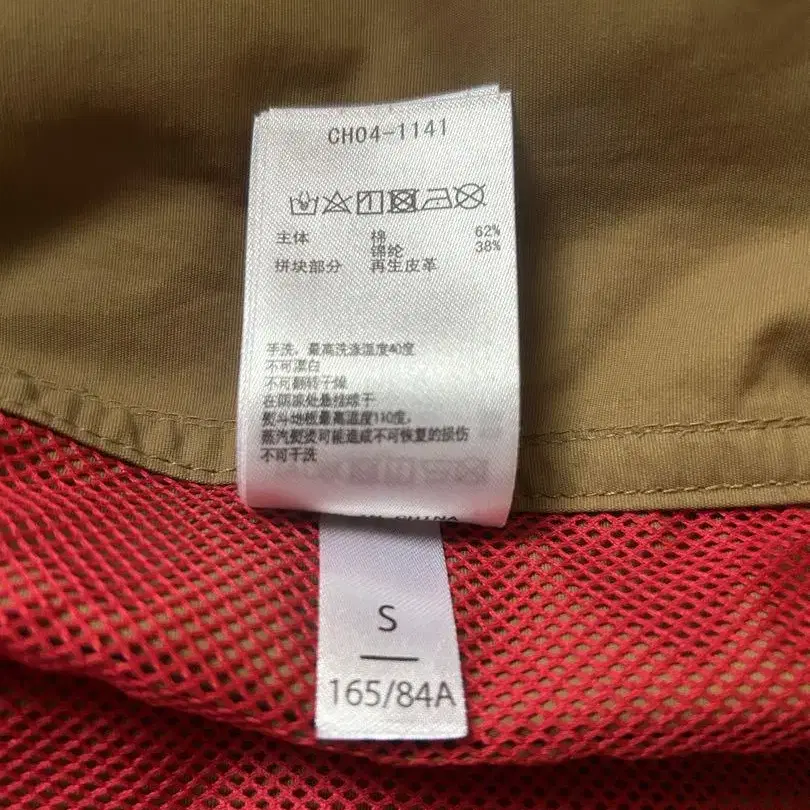 CH04-1141
主体 棉 62%
锦纶 38%
拼块部分 再生皮革
手洗，最高洗涤温度40度
不可漂白
不可翻转干燥
在阴凉处悬挂晾干
熨斗地板最高温度110度，
蒸汽熨烫可能造成不可恢复的损伤
不可干洗
CHINA
S
165/84A